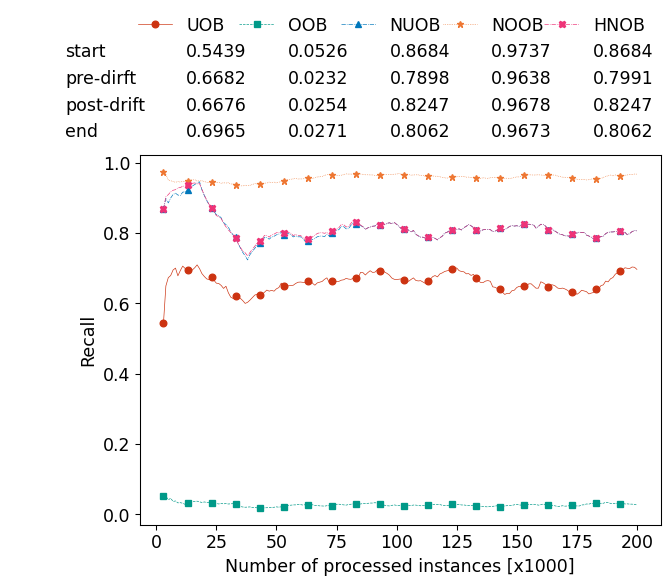 UOB OOB NUOB NOOB HNOB
start 0.5439 0.0526 0.8684 0.9737 0.8684
pre-dirft 0.6682 0.0232 0.7898 0.9638 0.7991
post-drift 0.6676 0.0254 0.8247 0.9678 0.8247
end 0.6965 0.0271 0.8062 0.9673 0.8062
1.0
0.8
0.6
0.4
0.2
0.0
Recall
0 25 50 75 100 125 150 175 200
Number of processed instances [x1000]